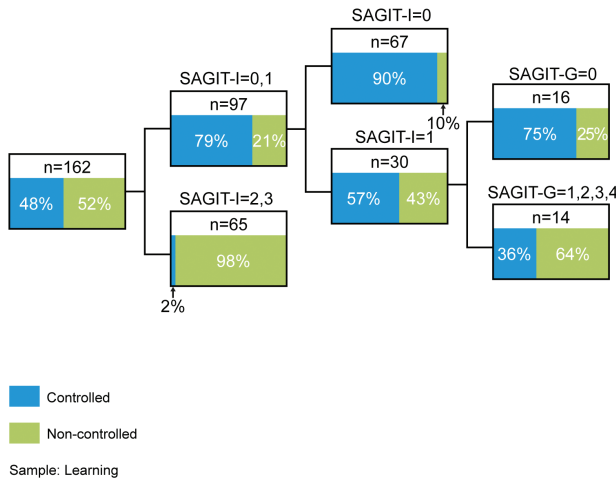 SAGIT-I=0
n=67
90%
10%
SAGIT-I=0,1
n=97
79% 21%
SAGIT-G=0
n=16
75% 25%
SAGIT-I=1
n=30
57% 43%
n=162
48% 52%
SAGIT-I=2,3
n=65
98%
2%
SAGIT-G=1,2,3,4
n=14
36% 64%
Controlled
Non-controlled
Sample: Learning